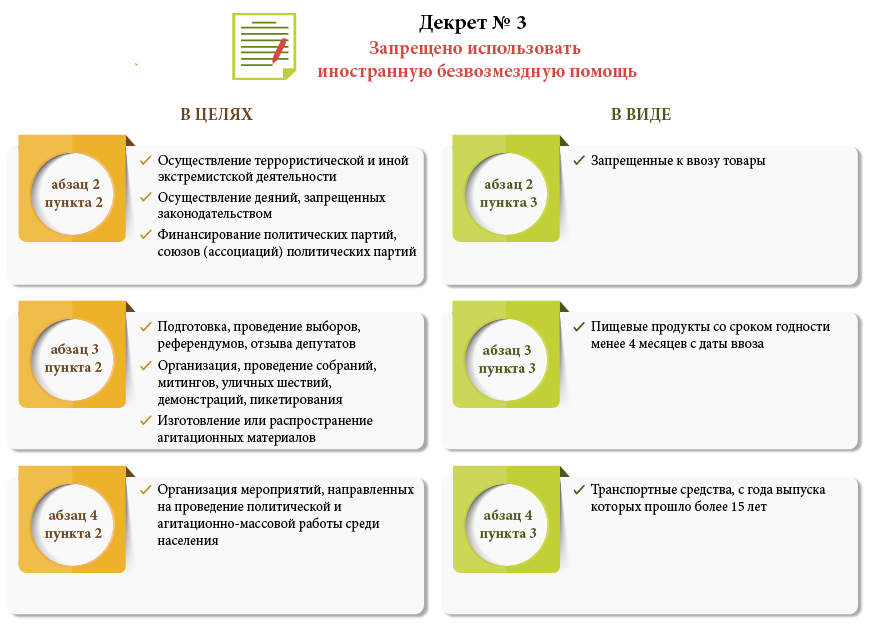 Декрет № 3
Запрещено использовать
иностранную безвозмездную помощь
В ЦЕЛЯХ
абзац 2
пункта 2
Осуществление террористической и иной
экстремистской деятельности
Осуществление деяний, запрещенных
законодательством
Финансирование политических партий,
союзов (ассоциаций) политических партий
абзац 3
пункта 2
Подготовка, проведение выборов,
референдумов, отзыва депутатов
Организация, проведение собраний,
митингов, уличных шествий,
демонстраций, пикетирования
Изготовление или распространение
агитационных материалов
абзац 4
пункта 2
Организация мероприятий, направленных
на проведение политической и
агитационно-массовой работы среди
населения
В ВИДЕ
абзац 2
пункта 3
Запрещенные к ввозу товары
абзац 3
пункта 3
Пищевые продукты со сроком годности
менее 4 месяцев с даты ввоза
абзац 4
пункта 3
Транспортные средства, с года выпуска
которых прошло более 15 лет